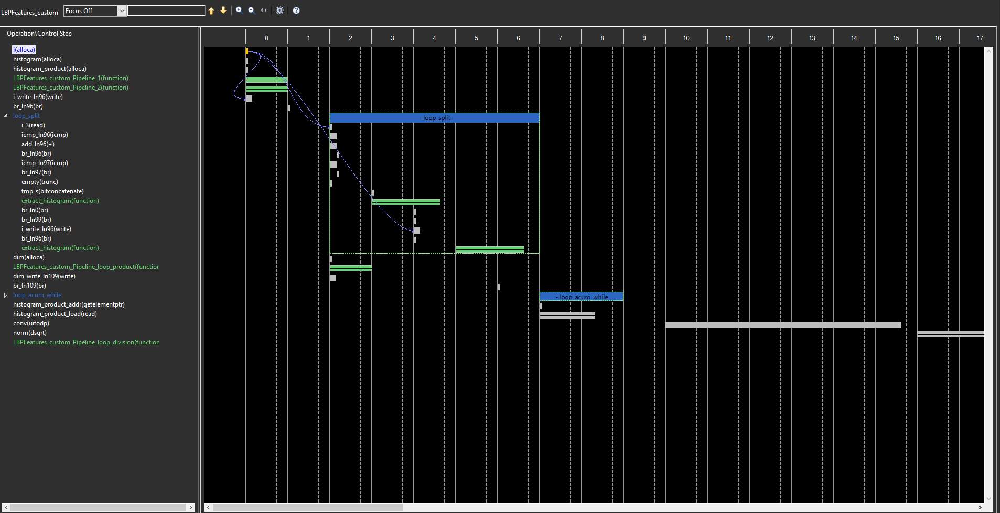 LBPFeatures_custom Focus Off
Operation\Control Step
0 1 2 3 4 5 6 7 8 9 10 11 12 13 14 15 16 17
i(alloca)
histogram(alloca)
histogram_product(alloca)
LBPFeatures_custom_Pipeline_1(function)
LBPFeatures_custom_Pipeline_2(function)
i_write_ln96(write)
br_ln96(br)
loop_split
- loop_split
i_3(read)
icmp_ln96(icmp)
add_ln96(+)
br_ln96(br)
icmp_ln97(icmp)
br_ln97(br)
empty(trunc)
tmp_s(bitconcatenate)
extract_histogram(function)
br_ln0(br)
br_ln99(br)
i_write_ln96(write)
br_ln96(br)
extract_histogram(function)
dim(alloca)
LBPFeatures_custom_Pipeline_loop_product(function
dim_write_ln109(write)
br_ln109(br)
loop_acum_while
- loop_acum_while
histogram_product_addr(getelementptr)
histogram_product_load(read)
conv(uitodp)
norm(dsqrt)
LBPFeatures_custom_Pipeline_loop_division(function